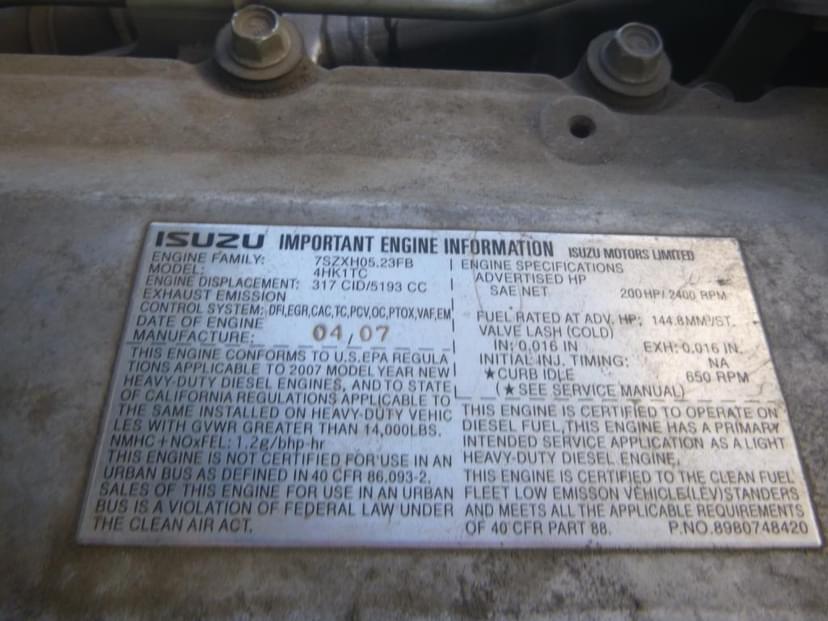 ISUZU IMPORTANT ENGINE INFORMATION ISUZU MOTORS LIMITED
ENGINE FAMILY: 7SZXH05.23FB
MODEL: 4HK1TC
ENGINE DISPLACEMENT: 317 CID/5193 CC
EXHAUST EMISSION
CONTROL SYSTEM: DFI,EGR,CAC,TC,PCV,OC,PTOX,VAF,EM
DATE OF ENGINE
MANUFACTURE: 04/07
THIS ENGINE CONFORMS TO U.S.EPA REGULA
TIONS APPLICABLE TO 2007 MODEL YEAR NEW
HEAVY-DUTY DIESEL ENGINES, AND TO STATE
OF CALIFORNIA REGULATIONS APPLICABLE TO
THE SAME INSTALLED ON HEAVY-DUTY VEHIC
LES WITH GVWR GREATER THAN 14,000LBS.
NMHC+NOxFEL: 1.2g/bhp-hr
THIS ENGINE IS NOT CERTIFIED FOR USE IN AN
URBAN BUS AS DEFINED IN 40 CFR 86.093-2.
SALES OF THIS ENGINE FOR USE IN AN URBAN
BUS IS A VIOLATION OF FEDERAL LAW UNDER
THE CLEAN AIR ACT.
ENGINE SPECIFICATIONS
ADVERTISED HP
SAE NET 200 HP/2400 RPM
FUEL RATED AT ADV. HP: 144.8MM³/ST.
VALVE LASH (COLD)
IN: 0.016 IN EXH: 0.016 IN.
INITIAL INJ. TIMING: NA
★CURB IDLE 650 RPM
(★SEE SERVICE MANUAL)
THIS ENGINE IS CERTIFIED TO OPERATE ON
DIESEL FUEL, THIS ENGINE HAS A PRIMARY
INTENDED SERVICE APPLICATION AS A LIGHT
HEAVY-DUTY DIESEL ENGINE.
THIS ENGINE IS CERTIFIED TO THE CLEAN FUEL
FLEET LOW EMISSON VEHICLE(LEV)STANDERS
AND MEETS ALL THE APPLICABLE REQUIREMENTS
OF 40 CFR PART 88. P.NO.8980748420